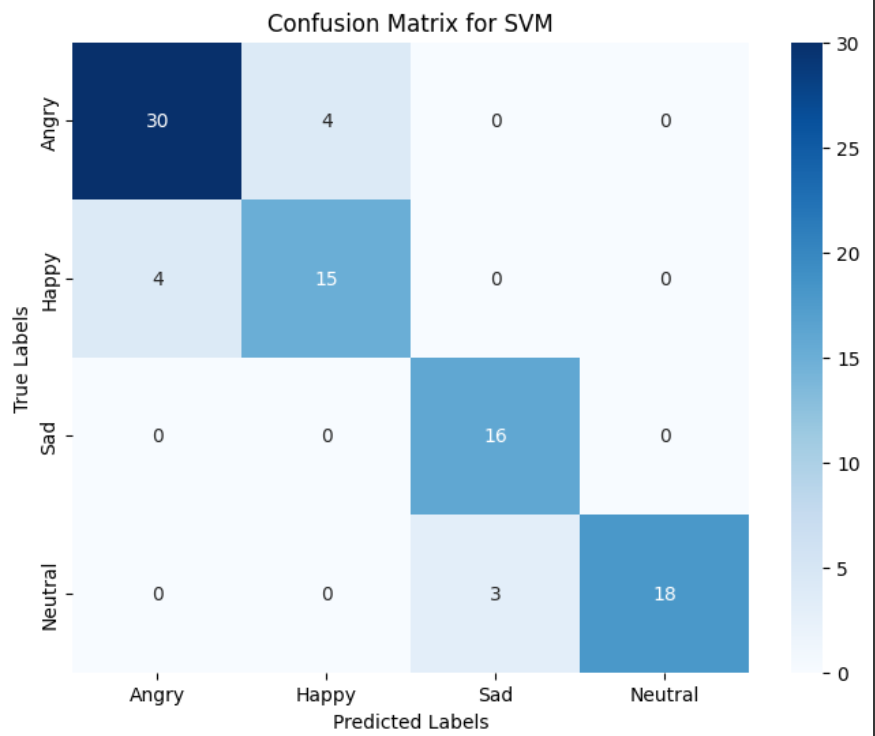 Confusion Matrix for SVM
30
Angry
30 4 0 0
25
20
Happy
4 15 0 0
True Labels
15
Sad
0 0 16 0
10
5
Neutral
0 0 3 18
0
Angry Happy Sad Neutral
Predicted Labels